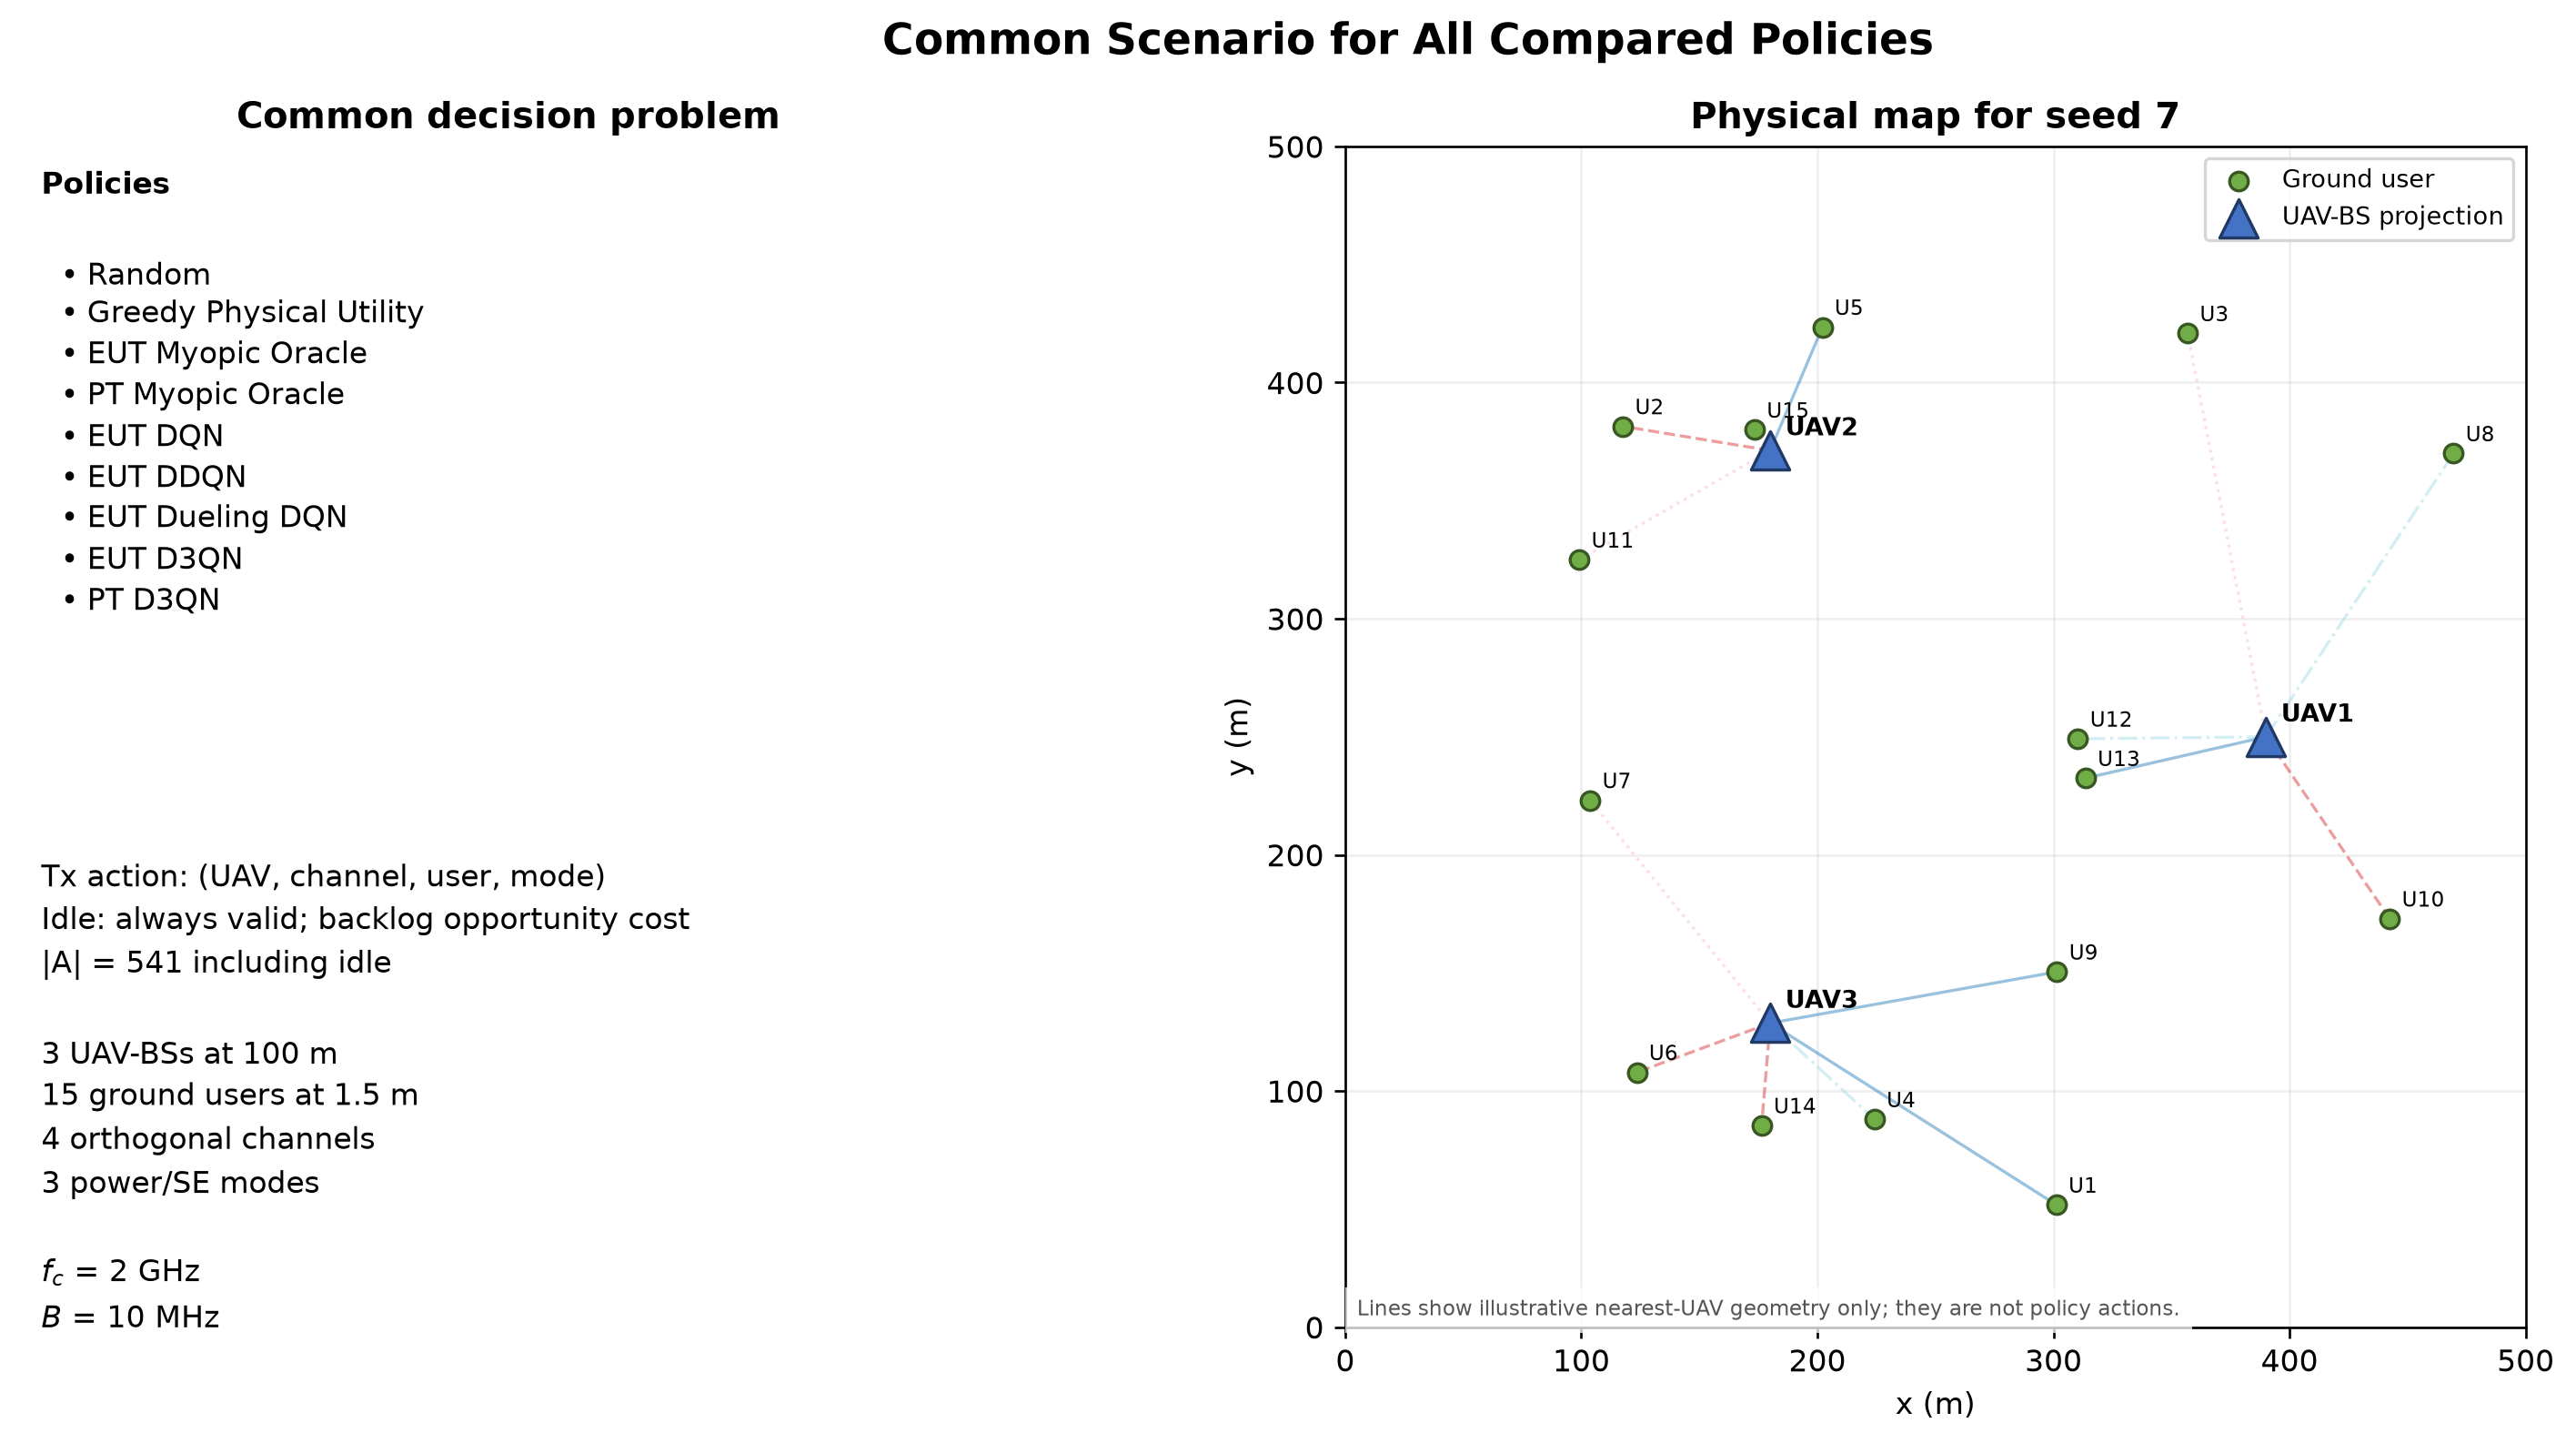 Common Scenario for All Compared Policies
Common decision problem
Policies
• Random
• Greedy Physical Utility
• EUT Myopic Oracle
• PT Myopic Oracle
• EUT DQN
• EUT DDQN
• EUT Dueling DQN
• EUT D3QN
• PT D3QN
Tx action: (UAV, channel, user, mode)
Idle: always valid; backlog opportunity cost
|A| = 541 including idle
3 UAV-BSs at 100 m
15 ground users at 1.5 m
4 orthogonal channels
3 power/SE modes
f_c = 2 GHz
B = 10 MHz
Physical map for seed 7
Ground user
UAV-BS projection
500
400
300
200
100
0
y (m)
U5
U3
U2
U15
UAV2
U8
U11
UAV1
U12
U13
U7
U10
U9
UAV3
U6
U14
U4
U1
Lines show illustrative nearest-UAV geometry only; they are not policy actions.
0
100
200
300
400
500
x (m)